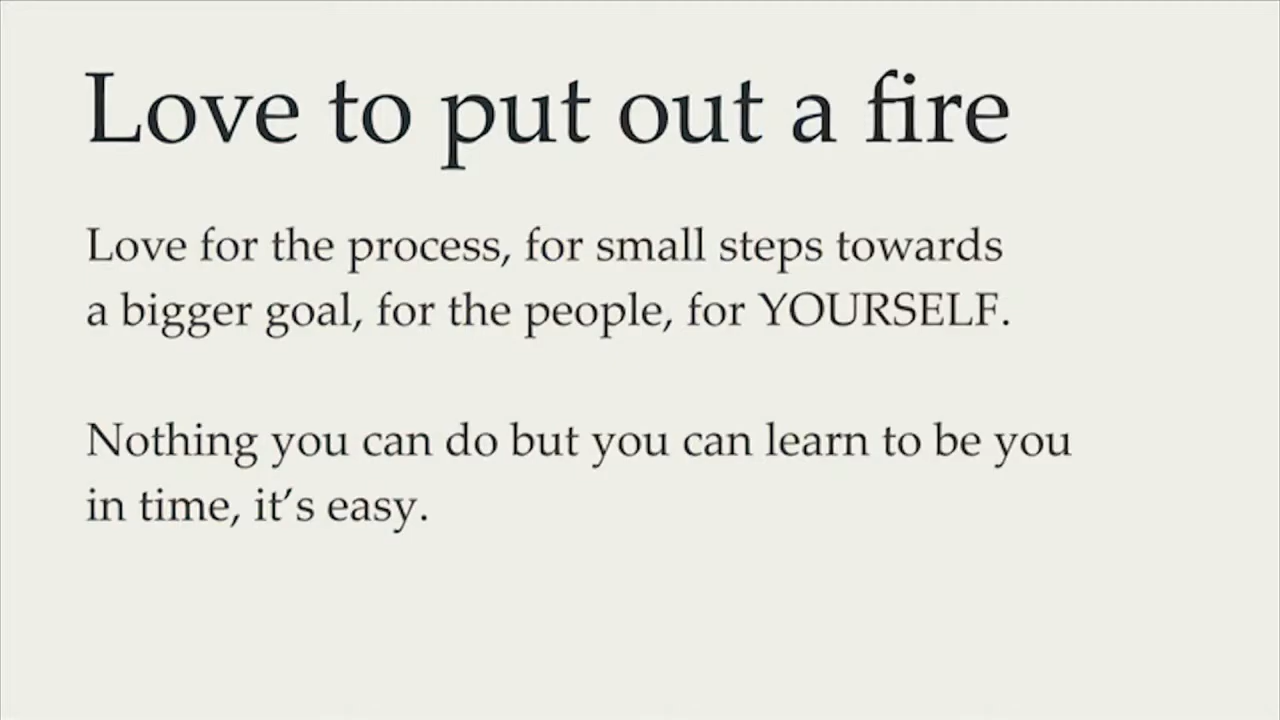 Love to put out a fire
Love for the process, for small steps towards
a bigger goal, for the people, for YOURSELF.
Nothing you can do but you can learn to be you
in time, it’s easy.